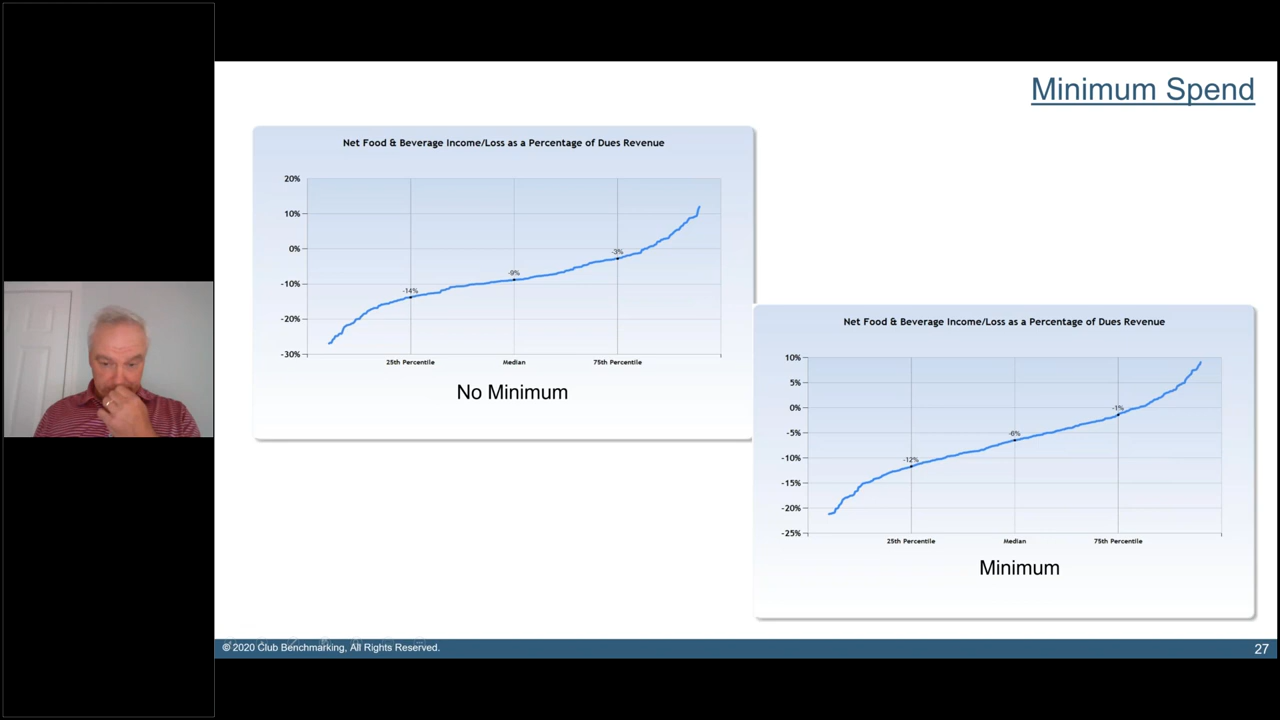 Minimum Spend
Net Food & Beverage Income/Loss as a Percentage of Dues Revenue
20%
10%
0%
-10%
-20%
-30%
-14%
-9%
-3%
25th Percentile
Median
75th Percentile
No Minimum
Net Food & Beverage Income/Loss as a Percentage of Dues Revenue
10%
5%
0%
-5%
-10%
-15%
-20%
-25%
-12%
-6%
-1%
25th Percentile
Median
75th Percentile
Minimum
© 2020 Club Benchmarking, All Rights Reserved.
27